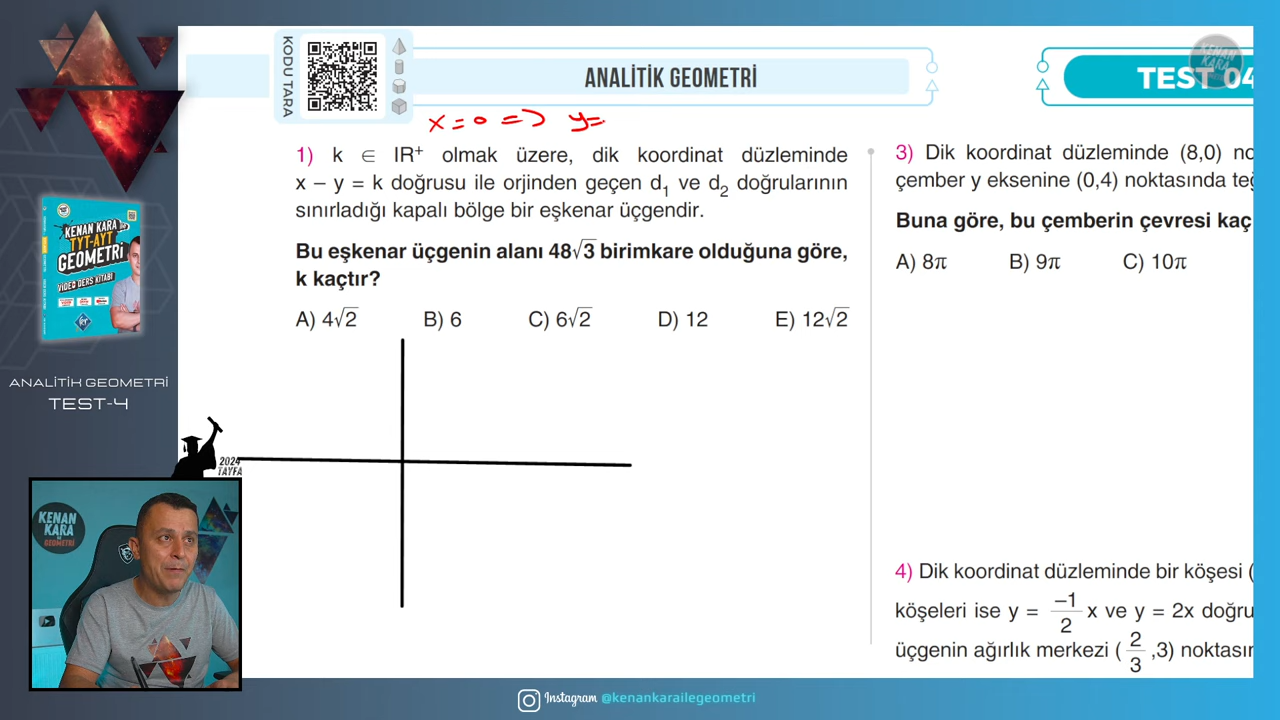 KODU TARA
ANALİTİK GEOMETRİ
TEST 04
KENAN
KARA
x = 0 => y =
1) k ∈ IR⁺ olmak üzere, dik koordinat düzleminde
x – y = k doğrusu ile orjinden geçen d₁ ve d₂ doğrularının
sınırladığı kapalı bölge bir eşkenar üçgendir.
Bu eşkenar üçgenin alanı 48√3 birimkare olduğuna göre,
k kaçtır?
A) 4√2 B) 6 C) 6√2 D) 12 E) 12√2
3) Dik koordinat düzleminde (8,0) no
çember y eksenine (0,4) noktasında teğ
Buna göre, bu çemberin çevresi kaç
A) 8π B) 9π C) 10π
4) Dik koordinat düzleminde bir köşesi (
köşeleri ise y = –1/2 x ve y = 2x doğru
üçgenin ağırlık merkezi (2/3 ,3) noktasın
KENAN KARA
TYT-AYT
GEOMETRİ
VİDEO DERS KİTABI
ANALİTİK GEOMETRİ
TEST-4
2024
TAYFA
KENAN
KARA
GEOMETRİ
Instagram @kenankarailegeometri